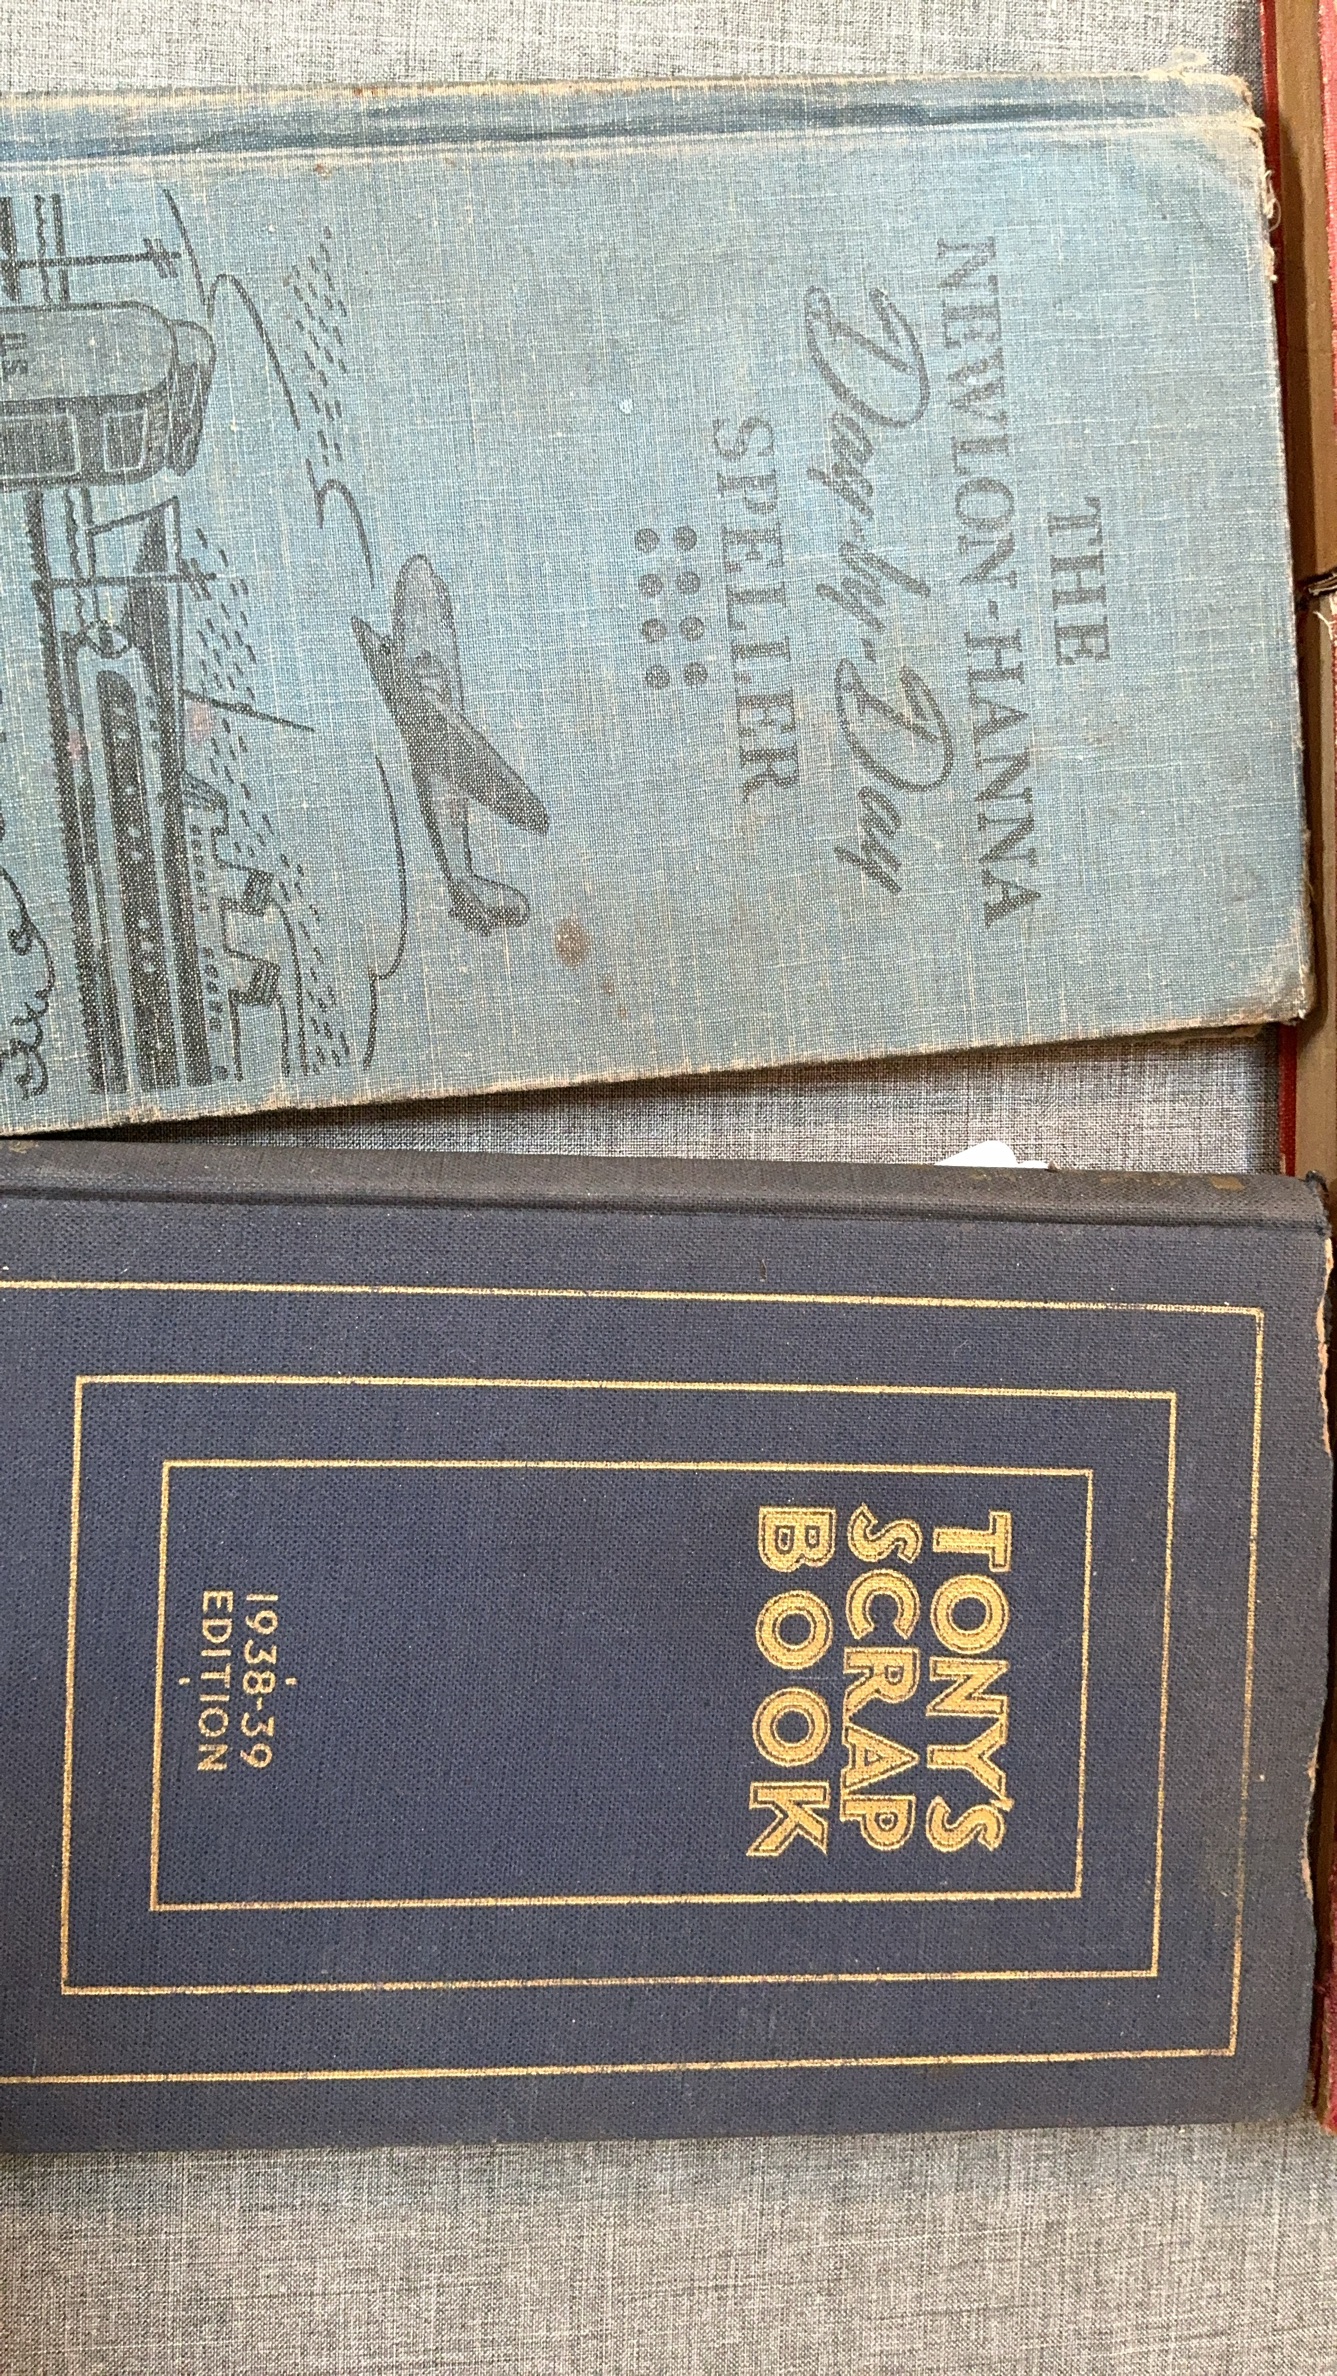 THE
NEWLON-HANNA
Day-by-Day
SPELLER
U.S.
TONY'S
SCRAP
BOOK
1938-39
EDITION